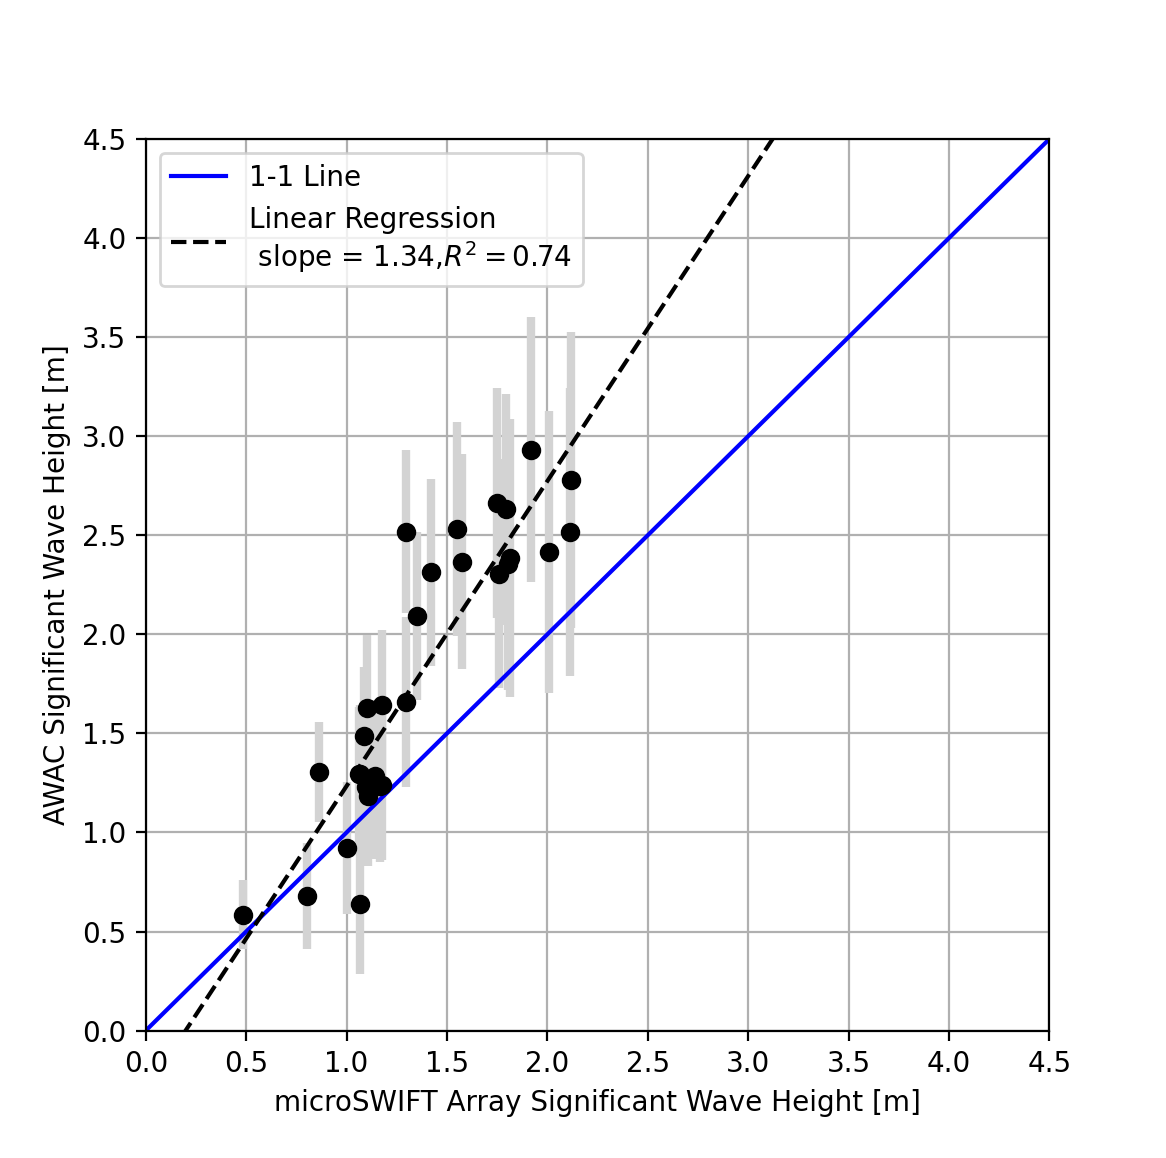 1-1 Line
Linear Regression
slope = 1.34,R² = 0.74
4.5
4.0
3.5
3.0
2.5
2.0
1.5
1.0
0.5
0.0
AWAC Significant Wave Height [m]
0.0 0.5 1.0 1.5 2.0 2.5 3.0 3.5 4.0 4.5
microSWIFT Array Significant Wave Height [m]